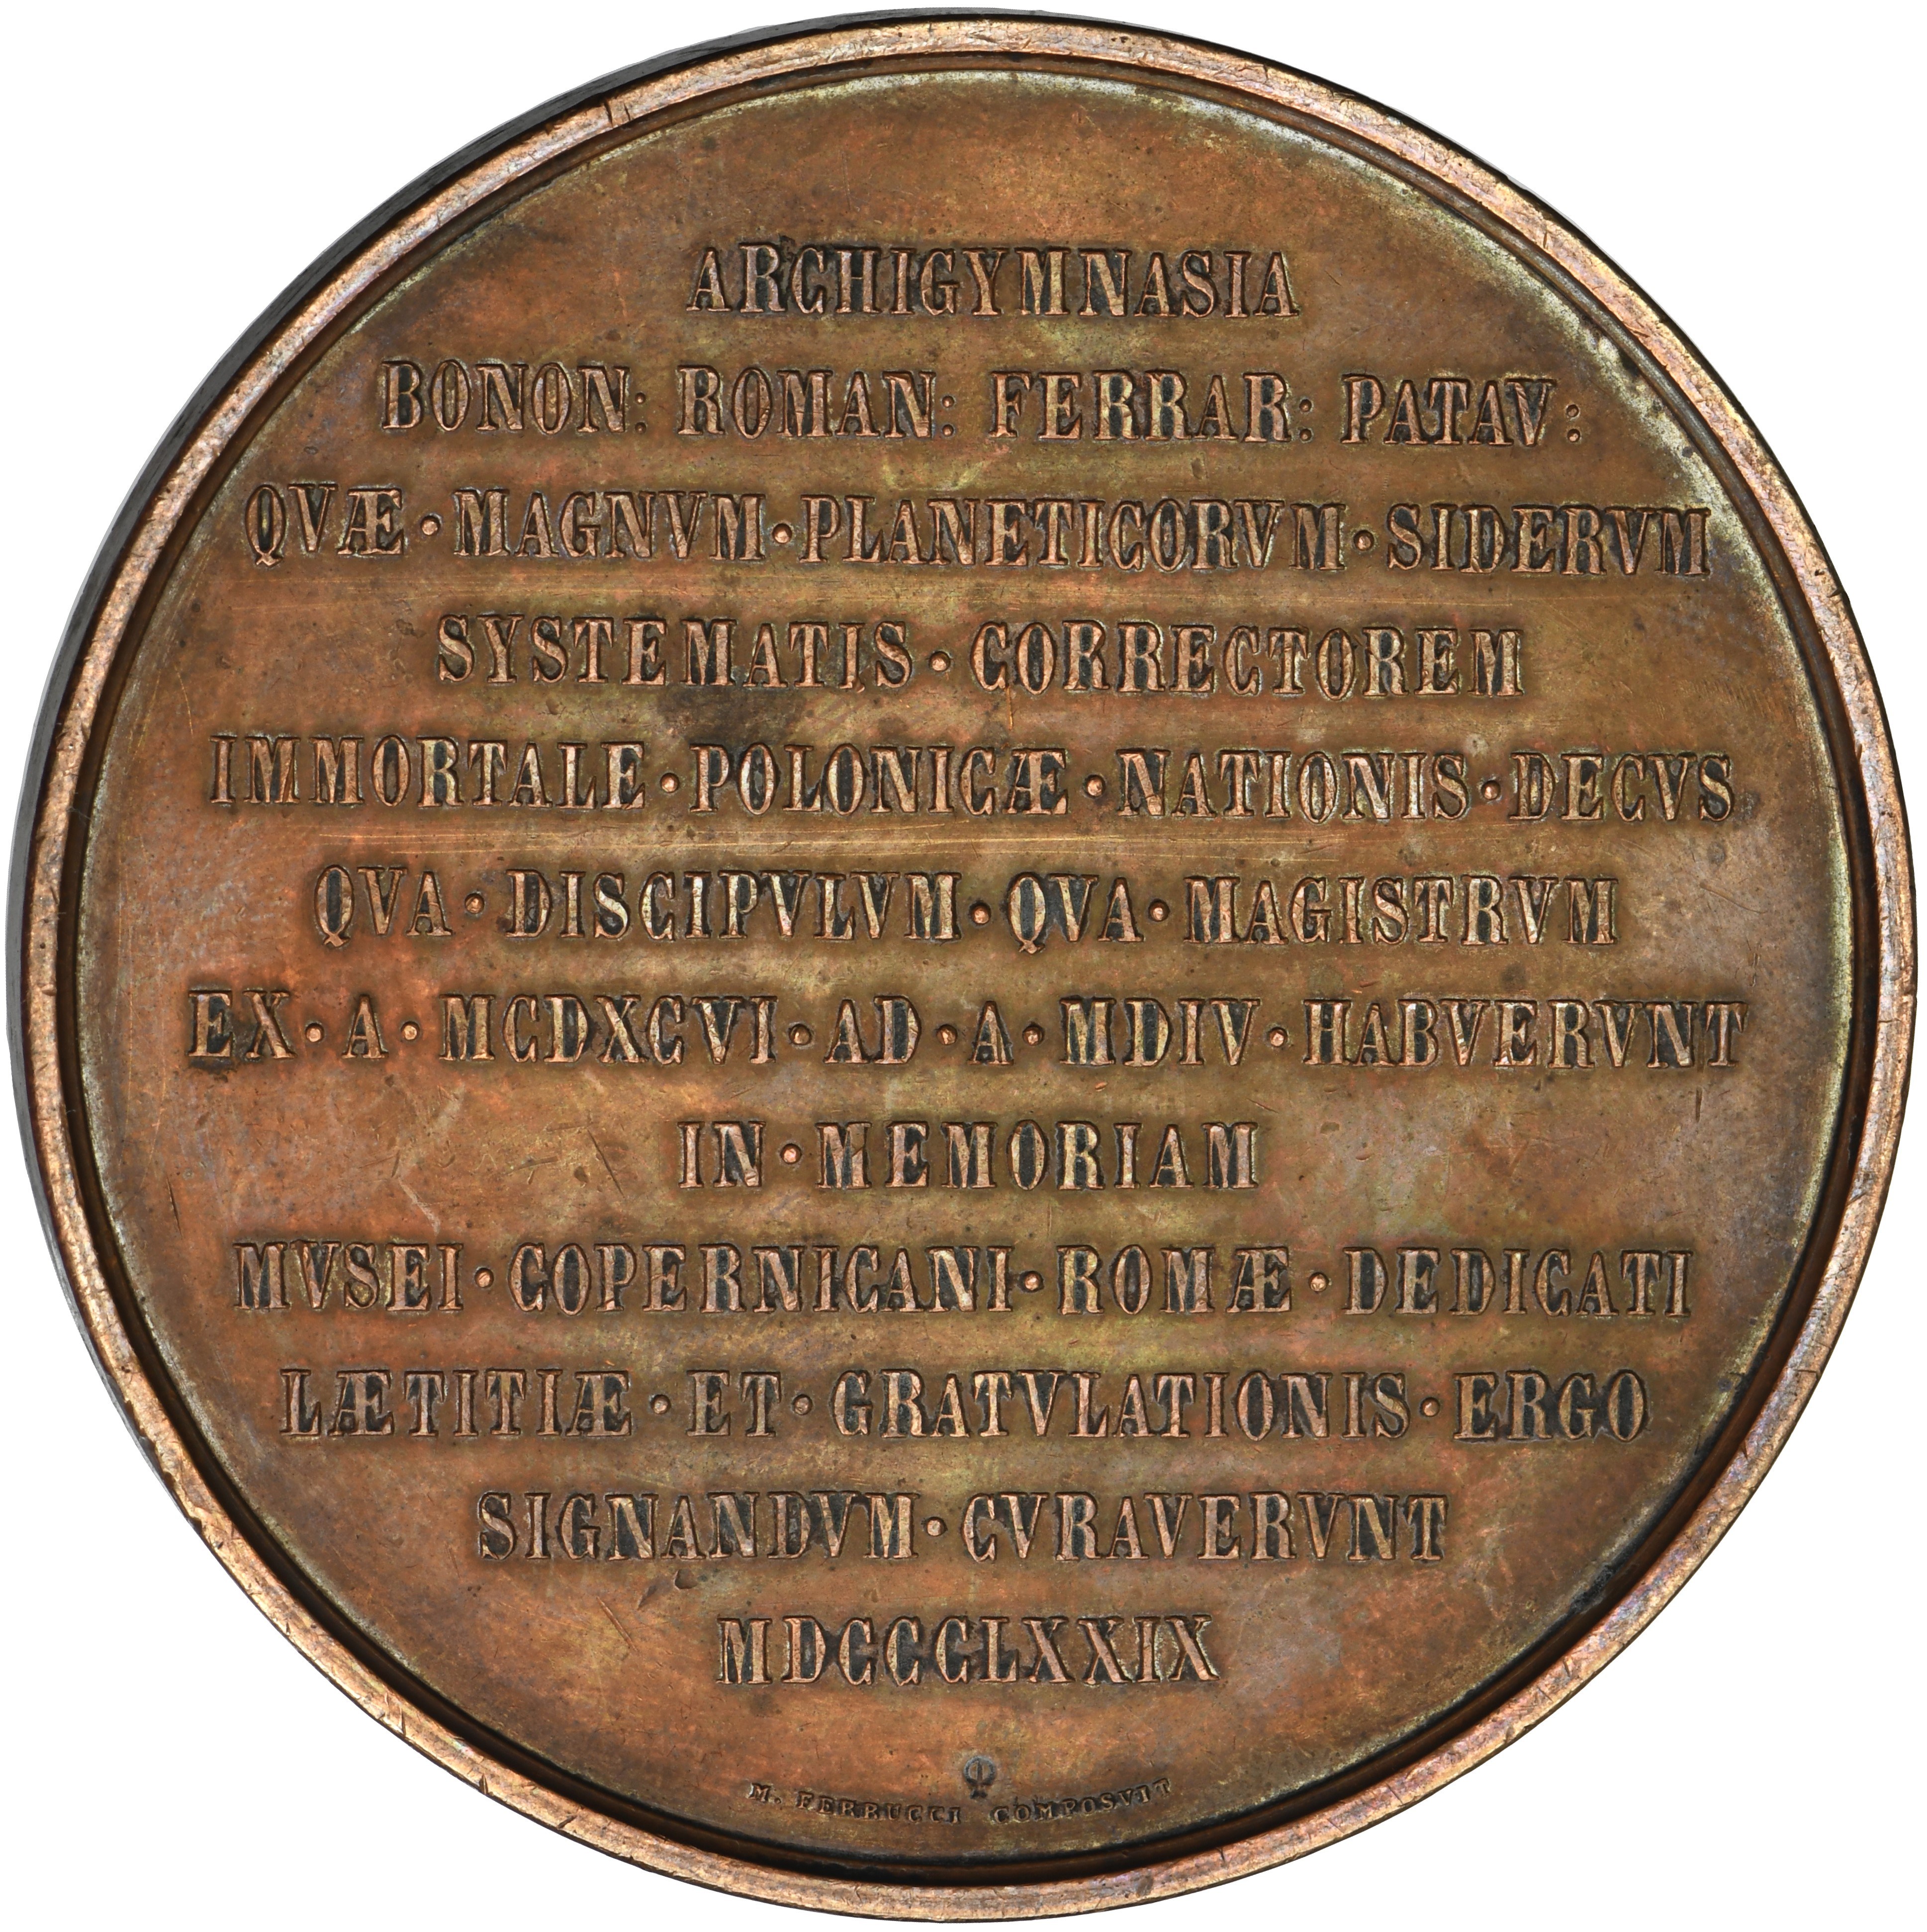 ARCHIGYMNASIA
BONON: ROMAN: FERRAR: PATAV:
QVÆ · MAGNVM · PLANETICORVM · SIDERVM
SYSTEMATIS · CORRECTOREM
IMMORTALE · POLONICÆ · NATIONIS · DECVS
QVA · DISCIPVLVM · QVA · MAGISTRVM
EX · A · MCDXCVI · AD · A · MDIV · HABVERVNT
IN · MEMORIAM
MVSEI · COPERNICANI · ROMÆ · DEDICATI
LÆTITIÆ · ET · GRATVLATIONIS · ERGO
SIGNANDVM · CVRAVERVNT
MDCCCLXXIX
M. FERRUCCI COMPOSVIT